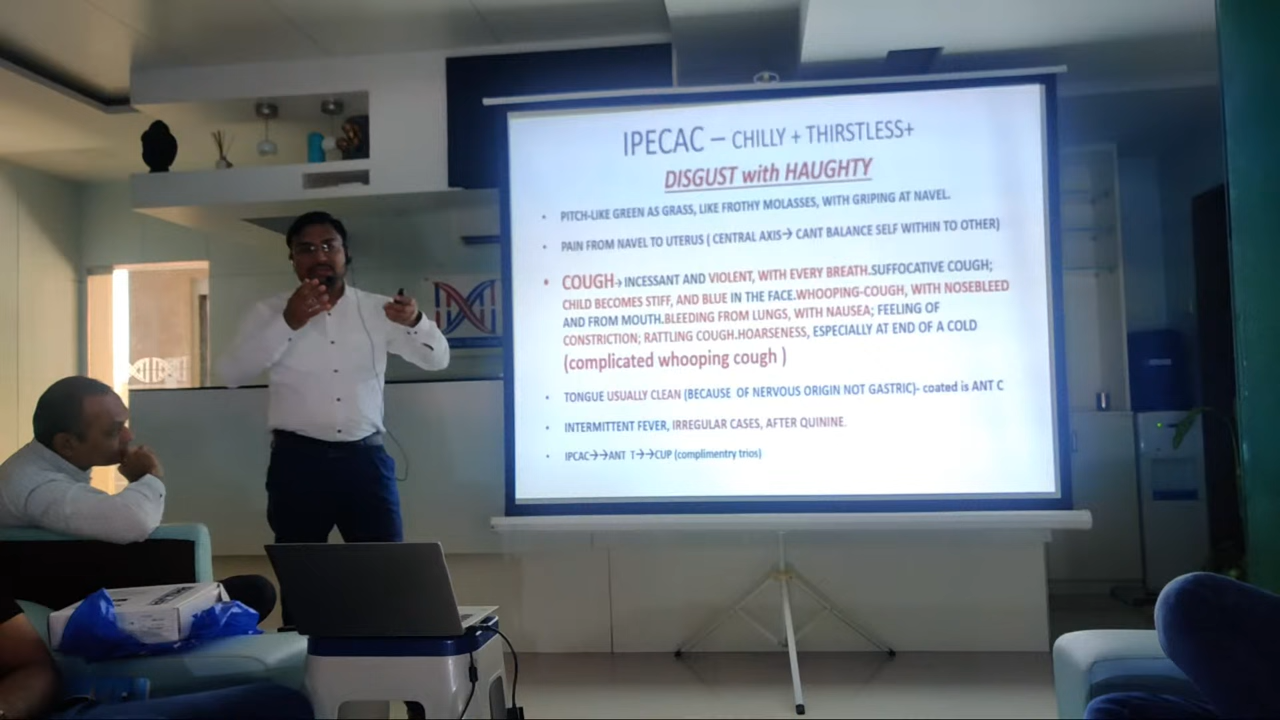 IPECAC – CHILLY + THIRSTLESS+
DISGUST with HAUGHTY
• PITCH-LIKE GREEN AS GRASS, LIKE FROTHY MOLASSES, WITH GRIPING AT NAVEL.
• PAIN FROM NAVEL TO UTERUS ( CENTRAL AXIS→ CANT BALANCE SELF WITHIN TO OTHER)
• COUGH→ INCESSANT AND VIOLENT, WITH EVERY BREATH.SUFFOCATIVE COUGH;
CHILD BECOMES STIFF, AND BLUE IN THE FACE.WHOOPING-COUGH, WITH NOSEBLEED
AND FROM MOUTH.BLEEDING FROM LUNGS, WITH NAUSEA; FEELING OF
CONSTRICTION; RATTLING COUGH.HOARSENESS, ESPECIALLY AT END OF A COLD
(complicated whooping cough )
• TONGUE USUALLY CLEAN (BECAUSE OF NERVOUS ORIGIN NOT GASTRIC)- coated is ANT C
• INTERMITTENT FEVER, IRREGULAR CASES, AFTER QUININE.
• IPCAC→→ANT T→→CUP (complimentry trios)